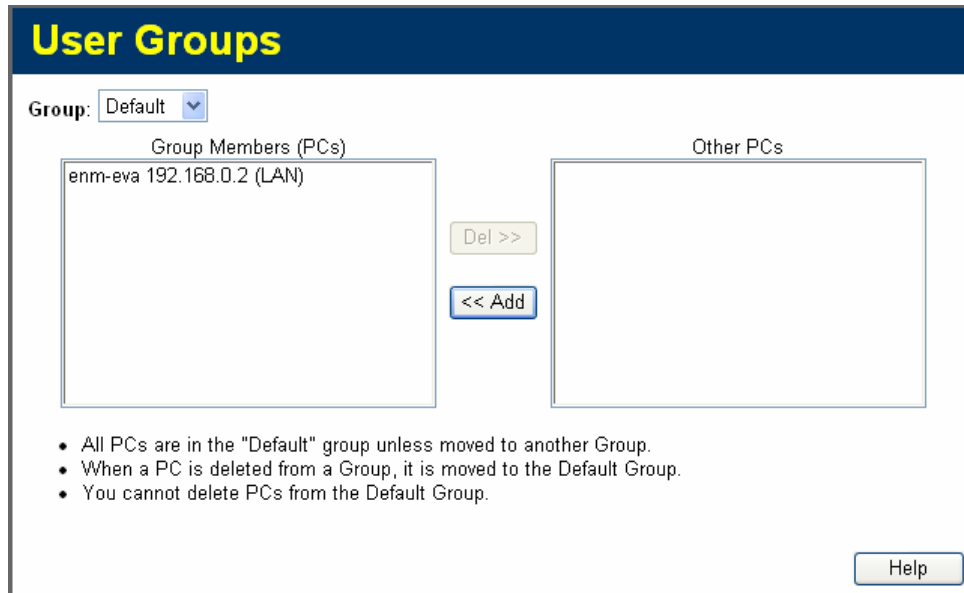 User Groups
Group: Default
Group Members (PCs)
Other PCs
enm-eva 192.168.0.2 (LAN)
Del >>
<< Add
All PCs are in the "Default" group unless moved to another Group.
When a PC is deleted from a Group, it is moved to the Default Group.
You cannot delete PCs from the Default Group.
Help